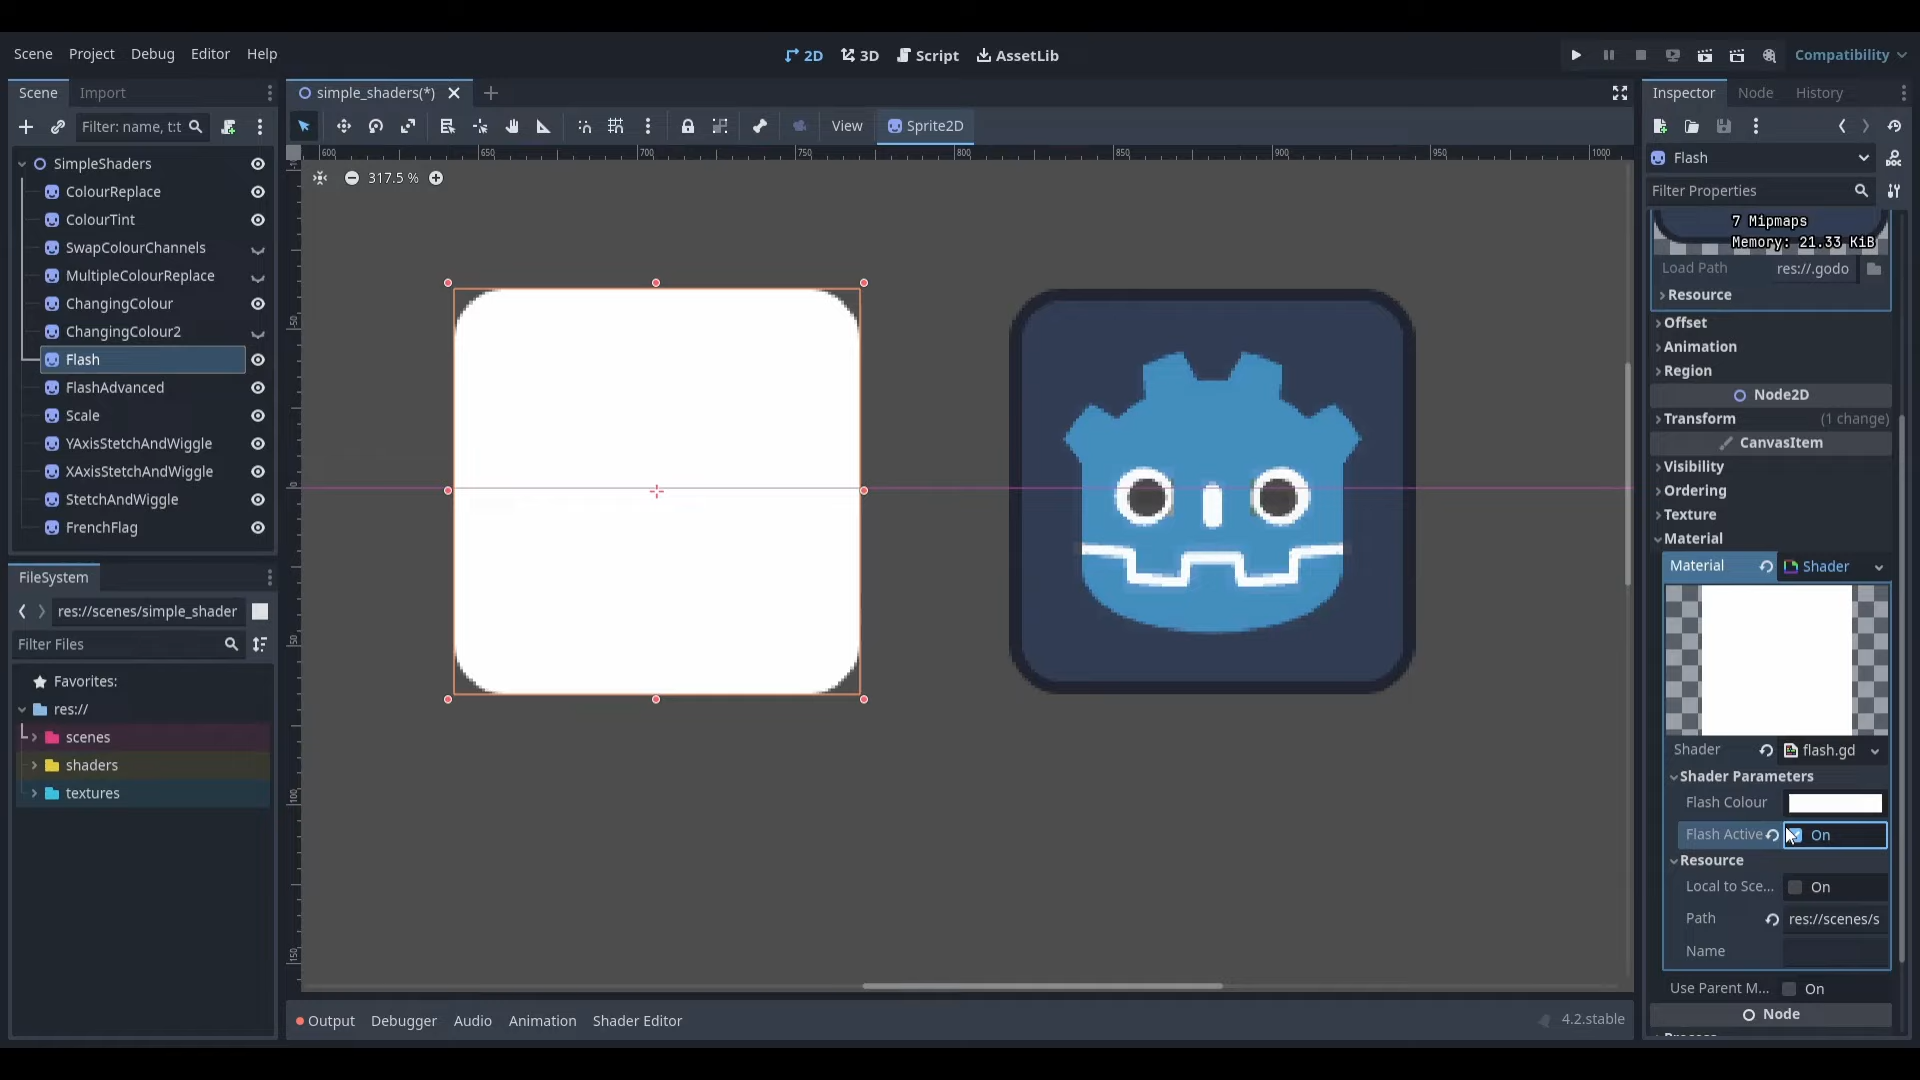 Scene Project Debug Editor Help
2D 3D Script AssetLib
Compatibility
Scene Import
Filter: name, t:t
SimpleShaders
ColourReplace
ColourTint
SwapColourChannels
MultipleColourReplace
ChangingColour
ChangingColour2
Flash
FlashAdvanced
Scale
YAxisStetchAndWiggle
XAxisStetchAndWiggle
StetchAndWiggle
FrenchFlag
FileSystem
res://scenes/simple_shader
Filter Files
Favorites:
res://
scenes
shaders
textures
simple_shaders(*)
View Sprite2D
600 650 700 750 800 850 900 950 1000
317.5 %
50
0
50
100
150
Output Debugger Audio Animation Shader Editor
4.2.stable
Inspector Node History
Flash
Filter Properties
7 Mipmaps
Memory: 21.33 KiB
Load Path res://.godo
Resource
Offset
Animation
Region
Node2D
Transform (1 change)
CanvasItem
Visibility
Ordering
Texture
Material
Material Shader
Shader flash.gd
Shader Parameters
Flash Colour
Flash Active On
Resource
Local to Sce... On
Path res://scenes/s
Name
Use Parent M... On
Node